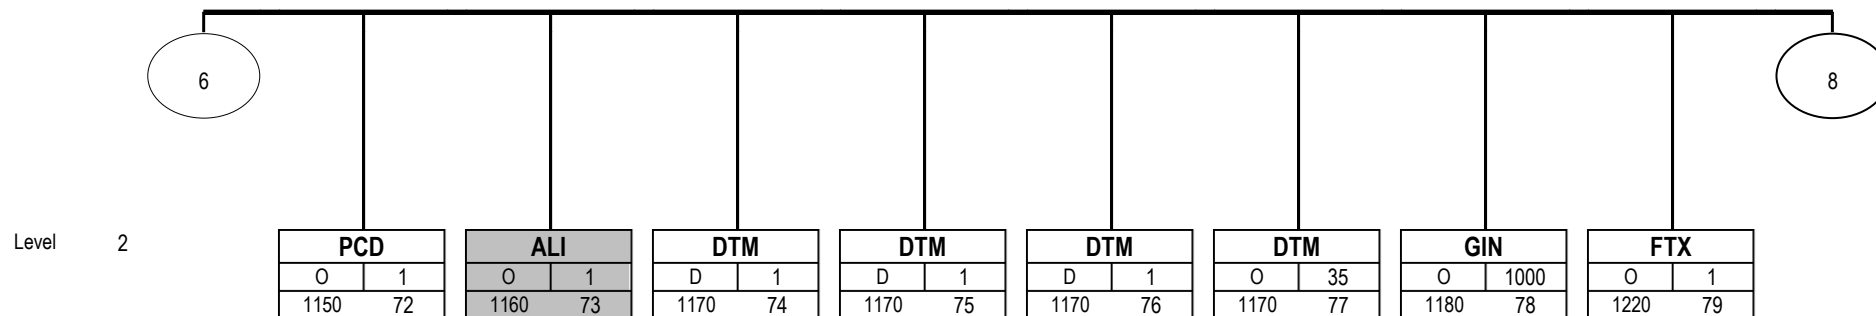 6 8
Level 2
PCD ALI DTM DTM DTM DTM GIN FTX
O 1 O 1 D 1 D 1 D 1 O 35 O 1000 O 1
1150 72 1160 73 1170 74 1170 75 1170 76 1170 77 1180 78 1220 79